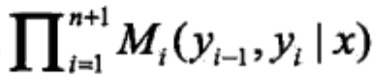 ∏_{i=1}^{n+1} M_i(y_{i-1}, y_i | x)